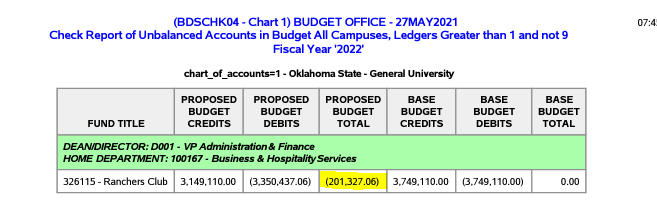 (BDSCHK04 - Chart 1) BUDGET OFFICE - 27MAY2021
Check Report of Unbalanced Accounts in Budget All Campuses, Ledgers Greater than 1 and not 9
Fiscal Year '2022'
chart_of_accounts=1 - Oklahoma State - General University
FUND TITLE PROPOSED BUDGET CREDITS PROPOSED BUDGET DEBITS PROPOSED BUDGET TOTAL BASE BUDGET CREDITS BASE BUDGET DEBITS BASE BUDGET TOTAL
DEAN/DIRECTOR: D001 - VP Administration & Finance
HOME DEPARTMENT: 100167 - Business & Hospitality Services
326115 - Ranchers Club 3,149,110.00 (3,350,437.06) (201,327.06) 3,749,110.00 (3,749,110.00) 0.00